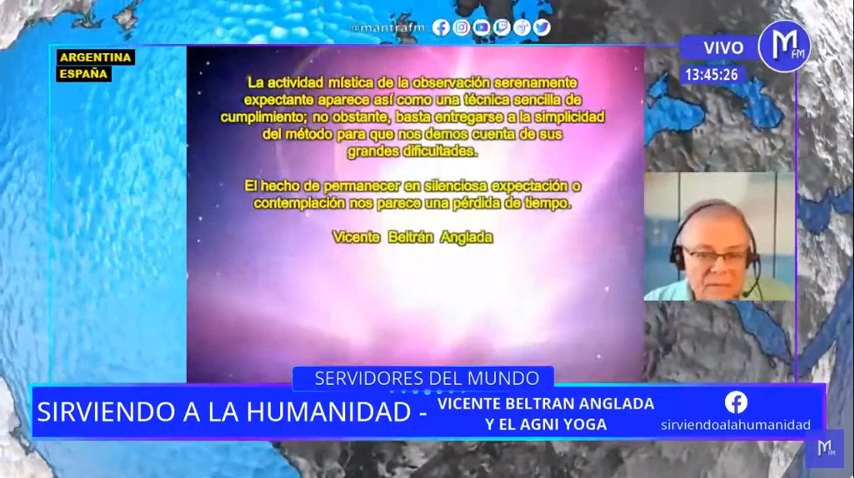 @mantrafm
ARGENTINA
ESPAÑA
VIVO
M FM
13:45:26
La actividad mística de la observación serenamente
expectante aparece así como una técnica sencilla de
cumplimiento; no obstante, basta entregarse a la simplicidad
del método para que nos demos cuenta de sus
grandes dificultades.
El hecho de permanecer en silenciosa expectación o
contemplación nos parece una pérdida de tiempo.
Vicente Beltrán Anglada
SERVIDORES DEL MUNDO
SIRVIENDO A LA HUMANIDAD -
VICENTE BELTRAN ANGLADA
Y EL AGNI YOGA
sirviendoalahumanidad
M FM